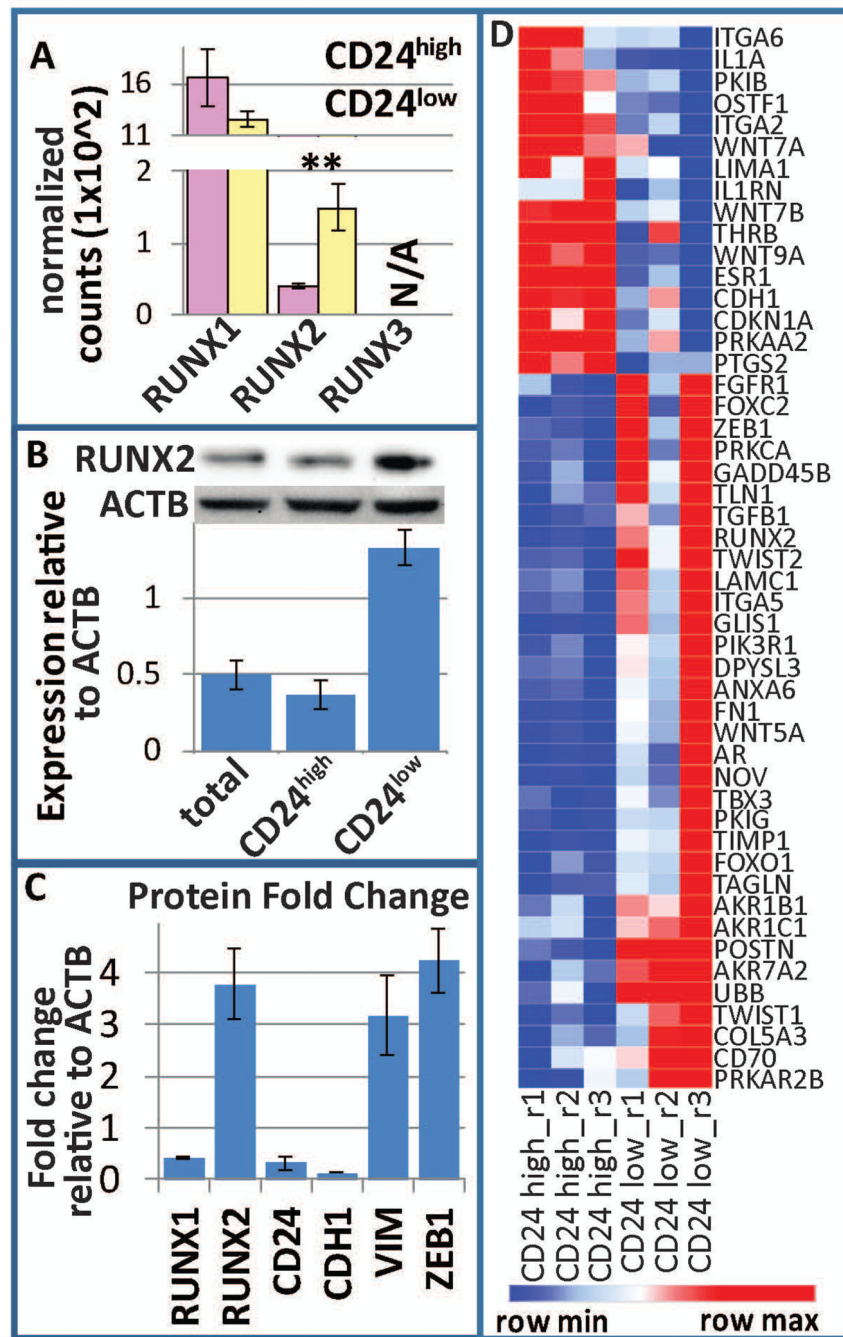 A
CD24high
CD24low
normalized
counts (1x10^2)
16
11
2
1
0
**
N/A
RUNX1
RUNX2
RUNX3
B
RUNX2
ACTB
Expression relative
to ACTB
1
0.5
0
total
CD24high
CD24low
C
Protein Fold Change
Fold change
relative to ACTB
4
3
2
1
0
RUNX1
RUNX2
CD24
CDH1
VIM
ZEB1
D
ITGA6
IL1A
PKIB
OSTF1
ITGA2
WNT7A
LIMA1
IL1RN
WNT7B
THRB
WNT9A
ESR1
CDH1
CDKN1A
PRKAA2
PTGS2
FGFR1
FOXC2
ZEB1
PRKCA
GADD45B
TLN1
TGFB1
RUNX2
TWIST2
LAMC1
ITGA5
GLIS1
PIK3R1
DPYSL3
ANXA6
FN1
WNT5A
AR
NOV
TBX3
PKIG
TIMP1
FOXO1
TAGLN
AKR1B1
AKR1C1
POSTN
AKR7A2
UBB
TWIST1
COL5A3
CD70
PRKAR2B
CD24 high_r1
CD24 high_r2
CD24 high_r3
CD24 low_r1
CD24 low_r2
CD24 low_r3
row min
row max